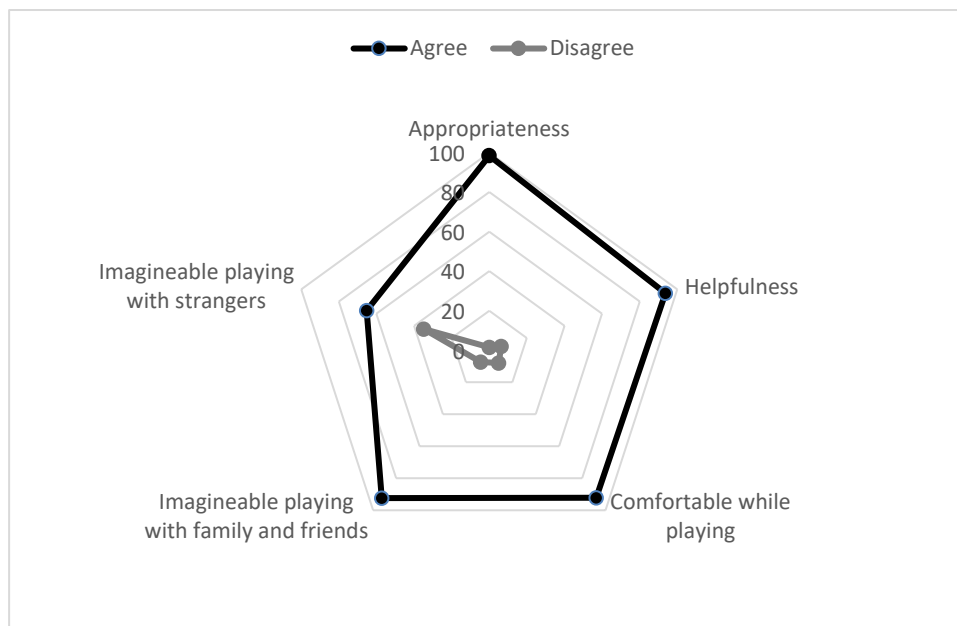 Agree
Disagree
Appropriateness
100
80
60
40
20
0
Helpfulness
Comfortable while
playing
Imagineable playing
with family and friends
Imagineable playing
with strangers